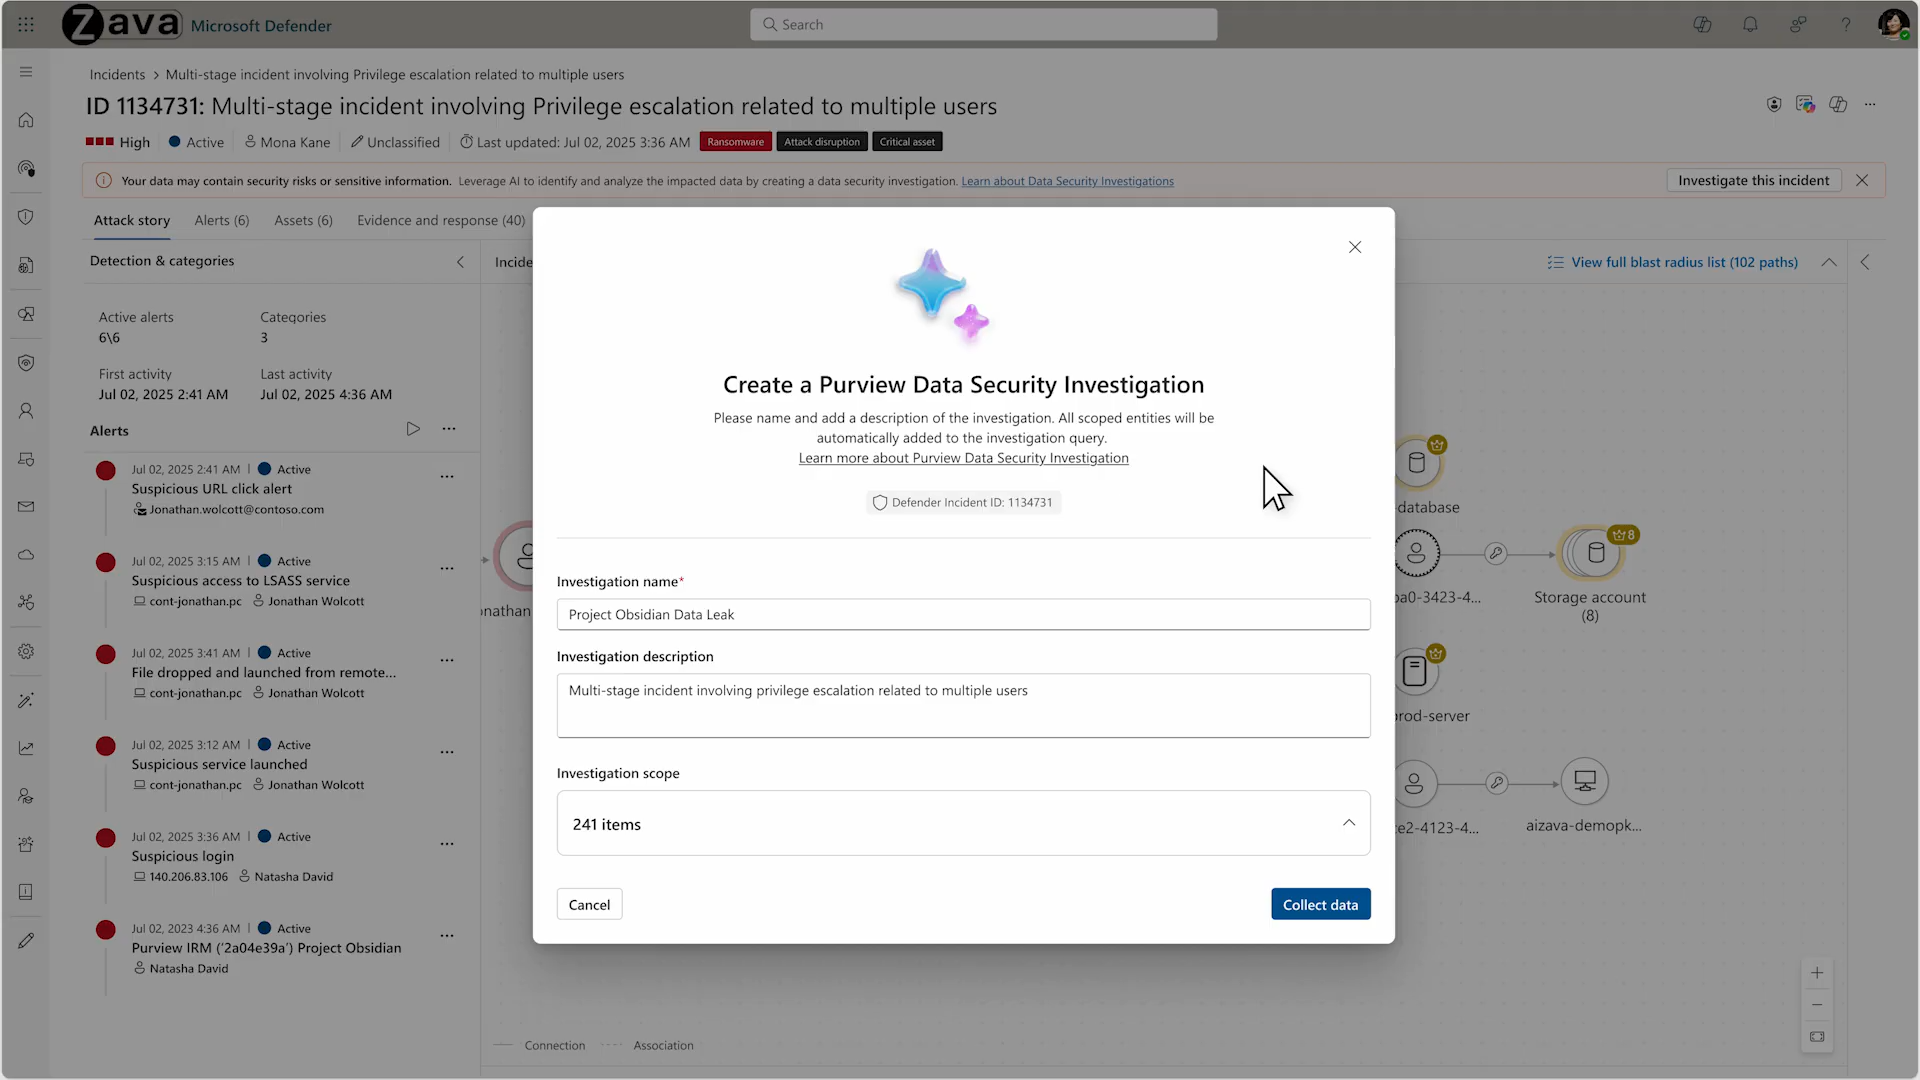 Zava Microsoft Defender
Search
Incidents > Multi-stage incident involving Privilege escalation related to multiple users
ID 1134731: Multi-stage incident involving Privilege escalation related to multiple users
High
Active
Mona Kane
Unclassified
Last updated: Jul 02, 2025 3:36 AM
Ransomware
Attack disruption
Critical asset
Your data may contain security risks or sensitive information. Leverage AI to identify and analyze the impacted data by creating a data security investigation. Learn about Data Security Investigations
Investigate this incident
Attack story
Alerts (6)
Assets (6)
Evidence and response (40)
Detection & categories
Incide
View full blast radius list (102 paths)
Active alerts
Categories
6\6
3
First activity
Last activity
Jul 02, 2025 2:41 AM
Jul 02, 2025 4:36 AM
Alerts
Jul 02, 2025 2:41 AM | Active
Suspicious URL click alert
Jonathan.wolcott@contoso.com
Jul 02, 2025 3:15 AM | Active
Suspicious access to LSASS service
cont-jonathan.pc Jonathan Wolcott
Jul 02, 2025 3:41 AM | Active
File dropped and launched from remote...
cont-jonathan.pc Jonathan Wolcott
Jul 02, 2025 3:12 AM | Active
Suspicious service launched
cont-jonathan.pc Jonathan Wolcott
Jul 02, 2025 3:36 AM | Active
Suspicious login
140.206.83.106 Natasha David
Jul 02, 2023 4:36 AM | Active
Purview IRM ('2a04e39a') Project Obsidian
Natasha David
Create a Purview Data Security Investigation
Please name and add a description of the investigation. All scoped entities will be
automatically added to the investigation query.
Learn more about Purview Data Security Investigation
Defender Incident ID: 1134731
Investigation name*
Project Obsidian Data Leak
Investigation description
Multi-stage incident involving privilege escalation related to multiple users
Investigation scope
241 items
Cancel
Collect data
onathan
-database
8
ba0-3423-4...
Storage account
(8)
rod-server
ce2-4123-4...
aizava-demopk...
Connection
Association